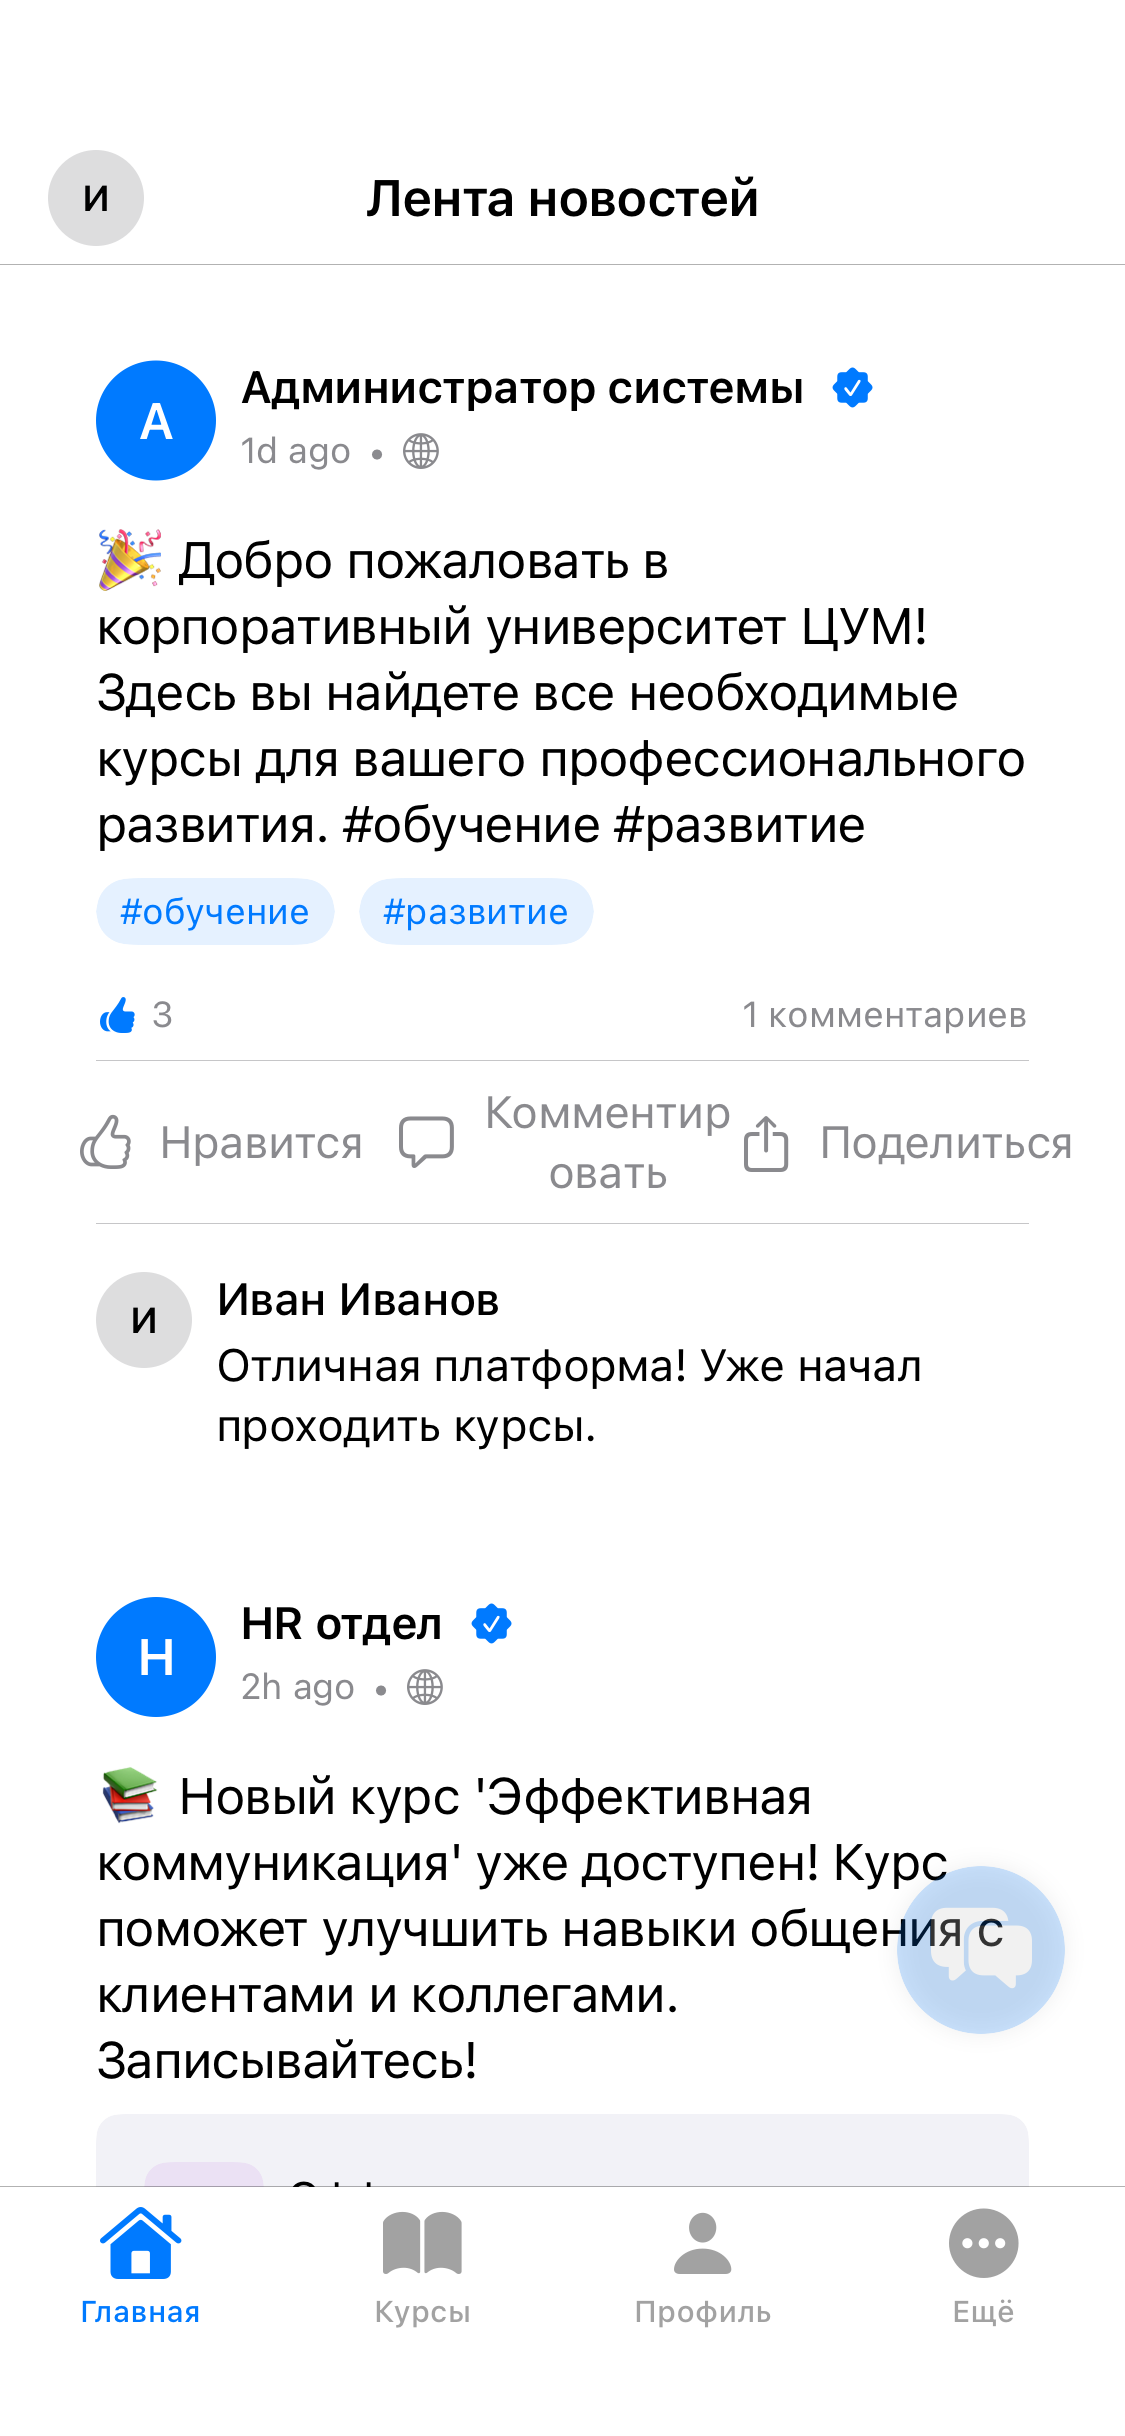 И
Лента новостей
А
Администратор системы
1d ago •
🎉 Добро пожаловать в
корпоративный университет ЦУМ!
Здесь вы найдете все необходимые
курсы для вашего профессионального
развития. #обучение #развитие
#обучение #развитие
3
1 комментариев
Нравится
Комментир
овать
Поделиться
И
Иван Иванов
Отличная платформа! Уже начал
проходить курсы.
Н
HR отдел
2h ago •
📚 Новый курс 'Эффективная
коммуникация' уже доступен! Курс
поможет улучшить навыки общения с
клиентами и коллегами.
Записывайтесь!
Главная
Курсы
Профиль
Ещё